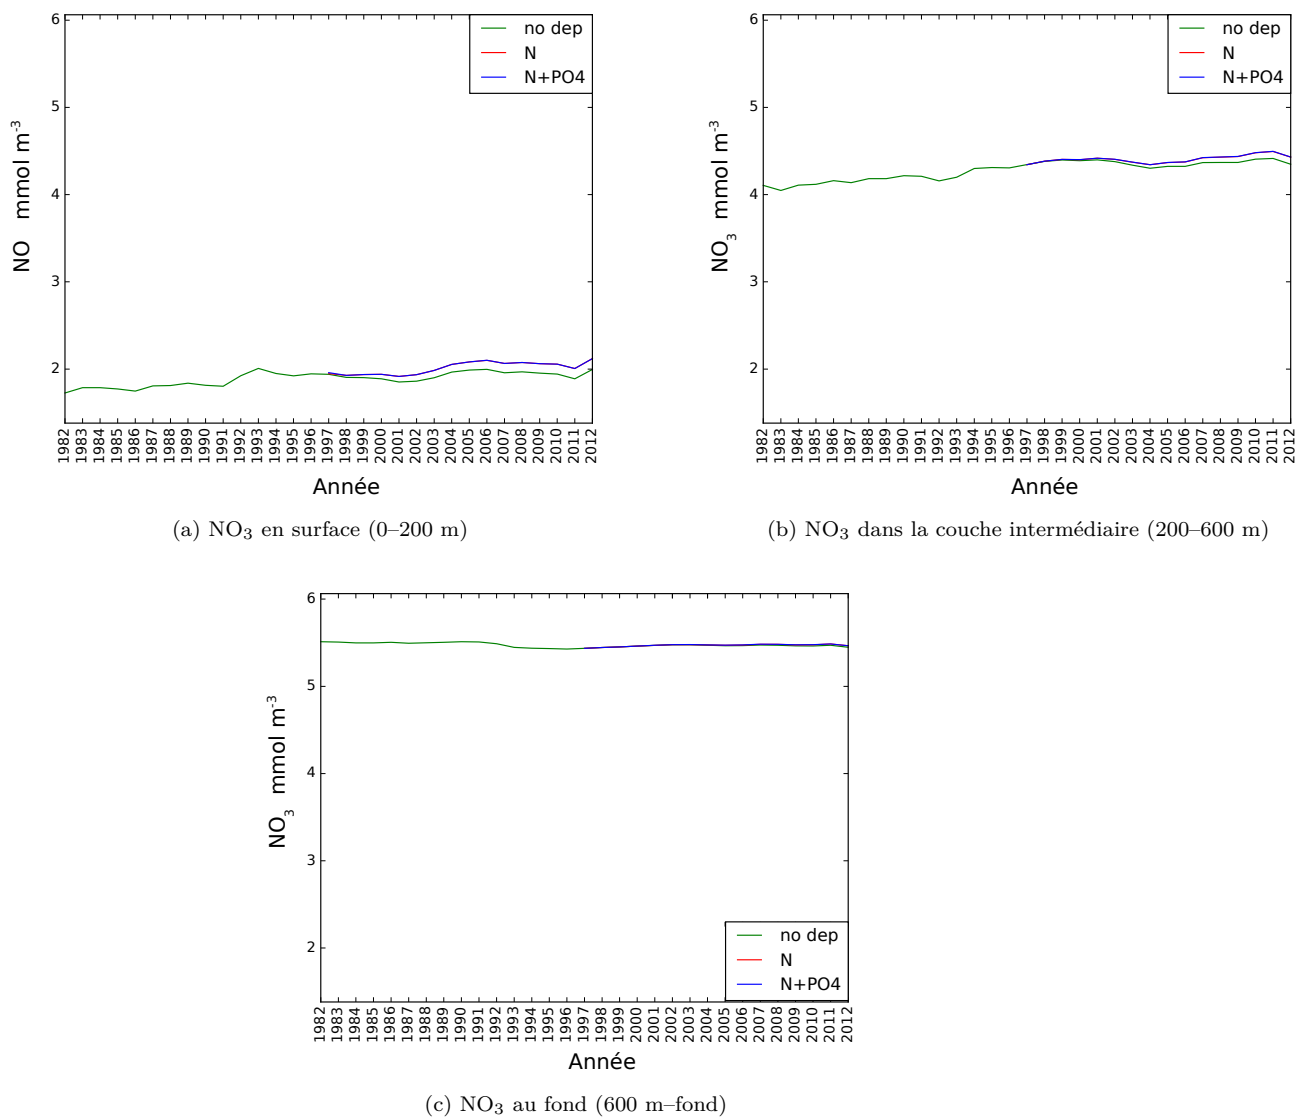 6
5
4
3
2
NO mmol m-3
no dep
N
N+PO4
1982 1983 1984 1985 1986 1987 1988 1989 1990 1991 1992 1993 1994 1995 1996 1997 1998 1999 2000 2001 2002 2003 2004 2005 2006 2007 2008 2009 2010 2011 2012
Année
(a) NO3 en surface (0–200 m)
6
5
4
3
2
NO3 mmol m-3
no dep
N
N+PO4
1982 1983 1984 1985 1986 1987 1988 1989 1990 1991 1992 1993 1994 1995 1996 1997 1998 1999 2000 2001 2002 2003 2004 2005 2006 2007 2008 2009 2010 2011 2012
Année
(b) NO3 dans la couche intermédiaire (200–600 m)
6
5
4
3
2
NO3 mmol m-3
no dep
N
N+PO4
1982 1983 1984 1985 1986 1987 1988 1989 1990 1991 1992 1993 1994 1995 1996 1997 1998 1999 2000 2001 2002 2003 2004 2005 2006 2007 2008 2009 2010 2011 2012
Année
(c) NO3 au fond (600 m–fond)